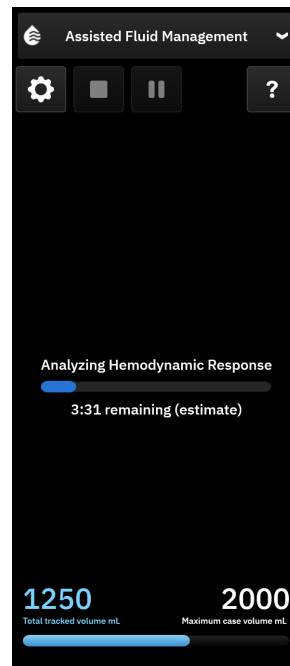 Assisted Fluid Management
?
Analyzing Hemodynamic Response
3:31 remaining (estimate)
1250 2000
Total tracked volume mL Maximum case volume mL